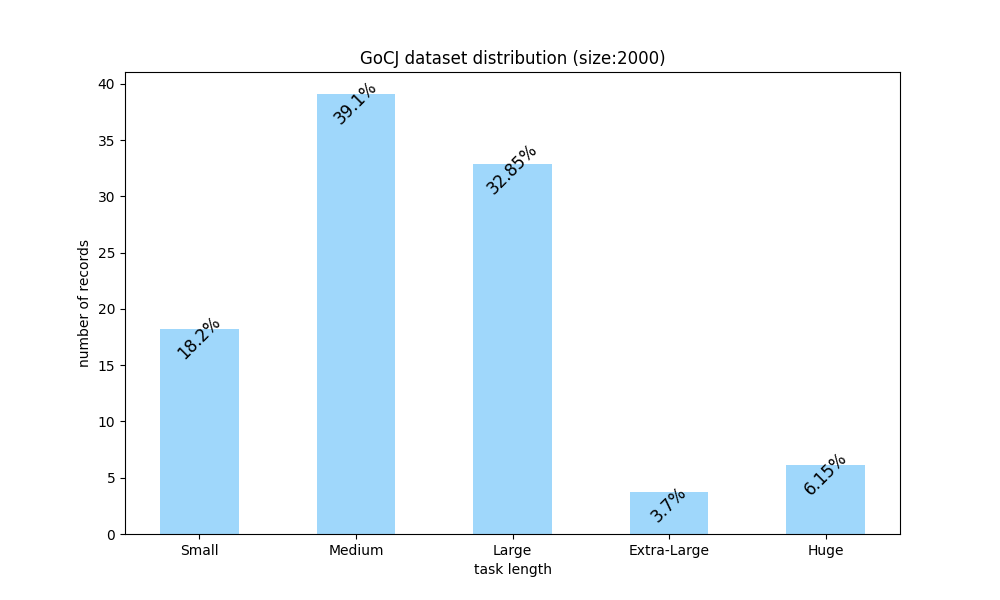 GoCJ dataset distribution (size:2000)
number of records
40
35
30
25
20
15
10
5
0
18.2%
39.1%
32.85%
3.7%
6.15%
Small
Medium
Large
Extra-Large
Huge
task length